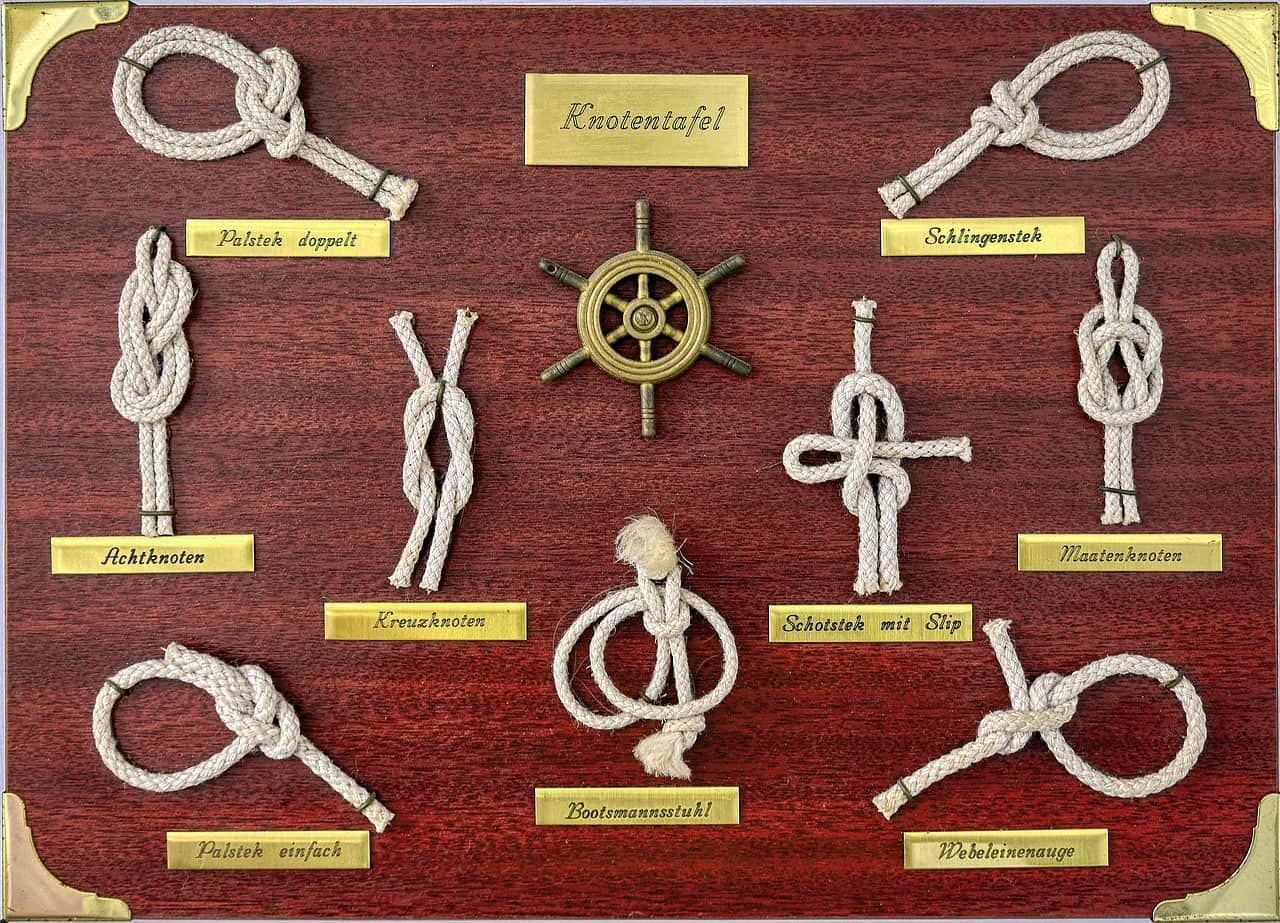 Knotentafel
Palstek doppelt
Schlingenstek
Achtknoten
Maatenknoten
Kreuzknoten
Schotstek mit Slip
Bootsmannsstuhl
Palstek einfach
Webeleinenauge